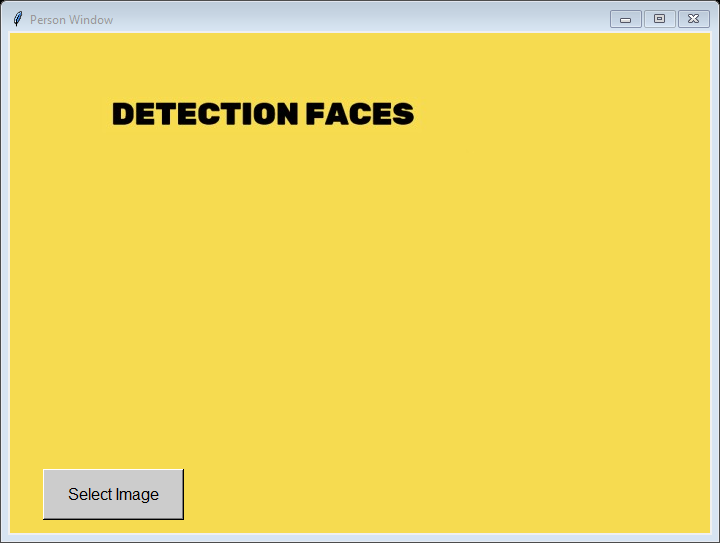 Person Window
DETECTION FACES
Select Image